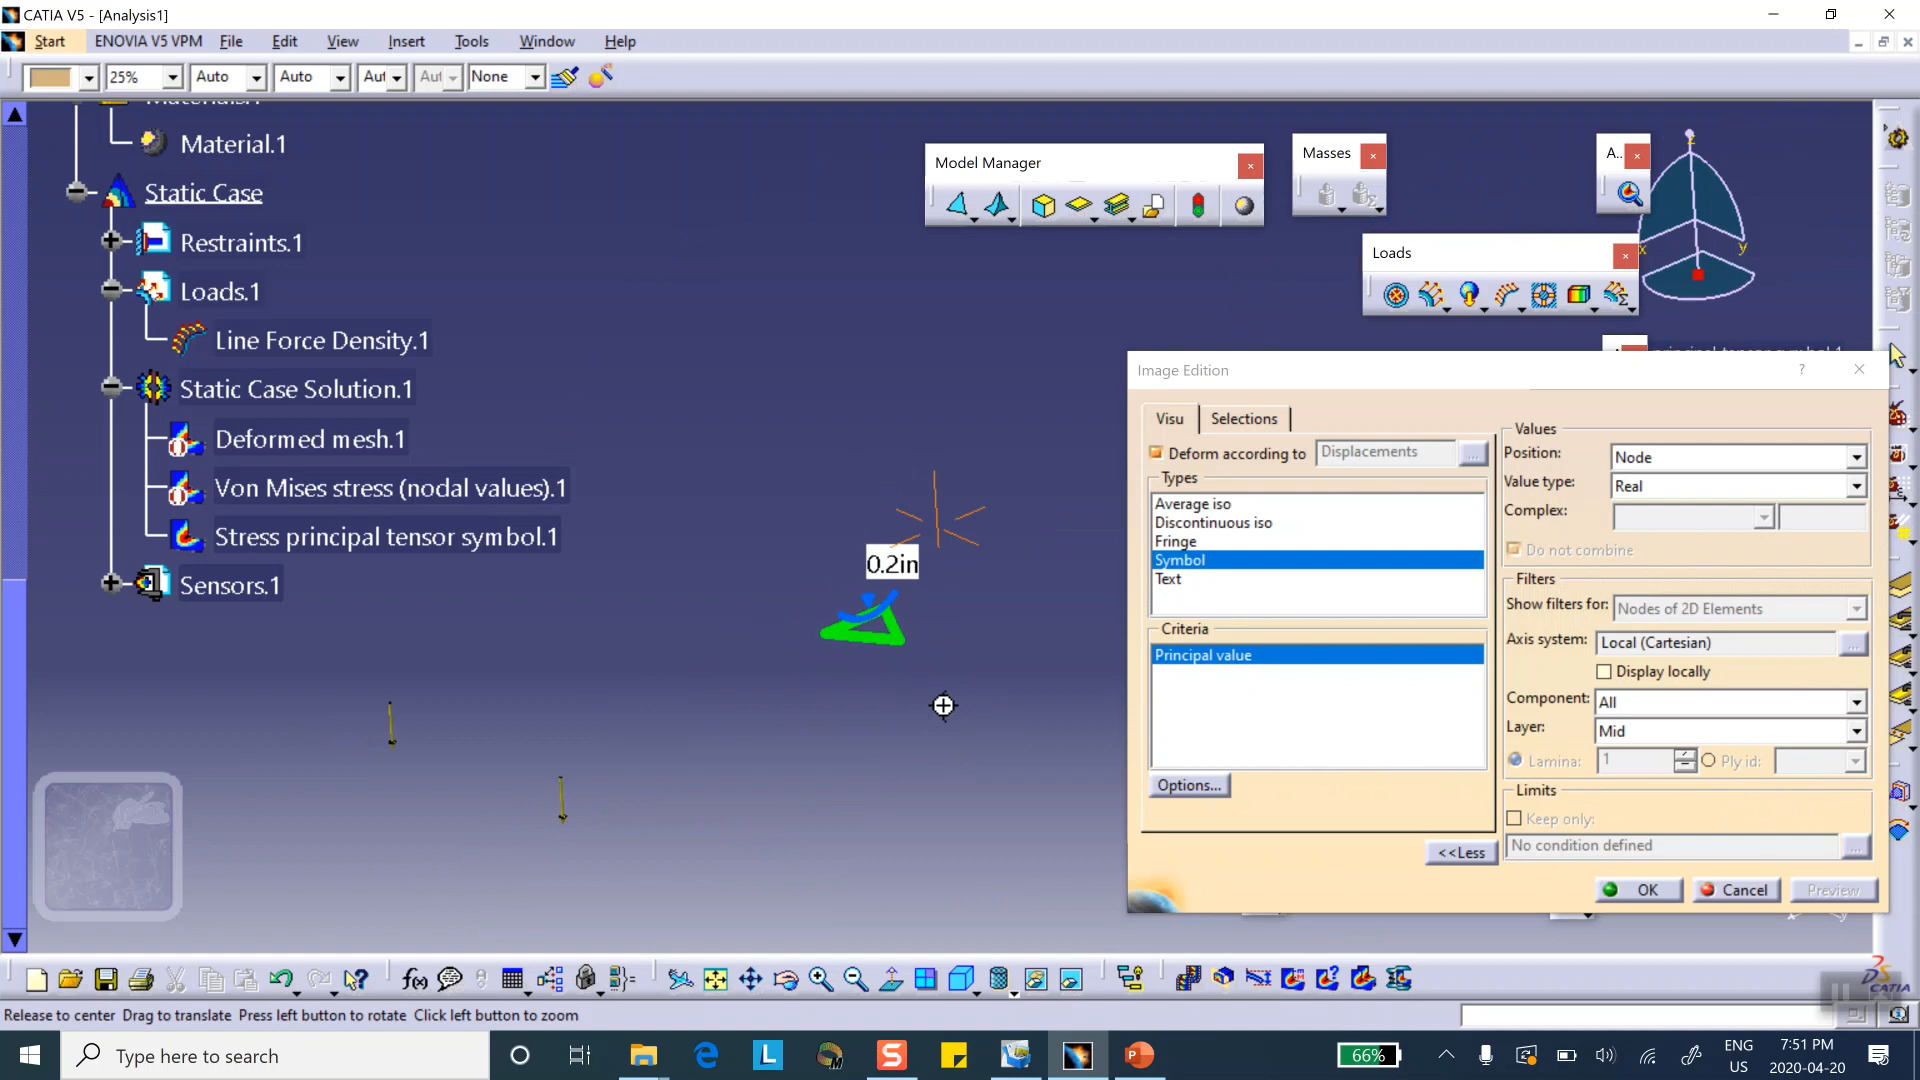 CATIA V5 - [Analysis1]
Start ENOVIA V5 VPM File Edit View Insert Tools Window Help
25% Auto Auto Aut Aut None
Material.1
Static Case
Restraints.1
Loads.1
Line Force Density.1
Static Case Solution.1
Deformed mesh.1
Von Mises stress (nodal values).1
Stress principal tensor symbol.1
Sensors.1
Model Manager
Masses
A..
Loads
z
x
y
0.2in
Image Edition
?
Visu Selections
Deform according to Displacements ...
Types
Average iso
Discontinuous iso
Fringe
Symbol
Text
Criteria
Principal value
Options...
<<Less
Values
Position: Node
Value type: Real
Complex:
Do not combine
Filters
Show filters for: Nodes of 2D Elements
Axis system: Local (Cartesian) ...
Display locally
Component: All
Layer: Mid
Lamina: 1 Ply id:
Limits
Keep only:
No condition defined ...
OK Cancel Preview
f(x)
CATIA
Release to center Drag to translate Press left button to rotate Click left button to zoom
Type here to search
66%
ENG
US
7:51 PM
2020-04-20